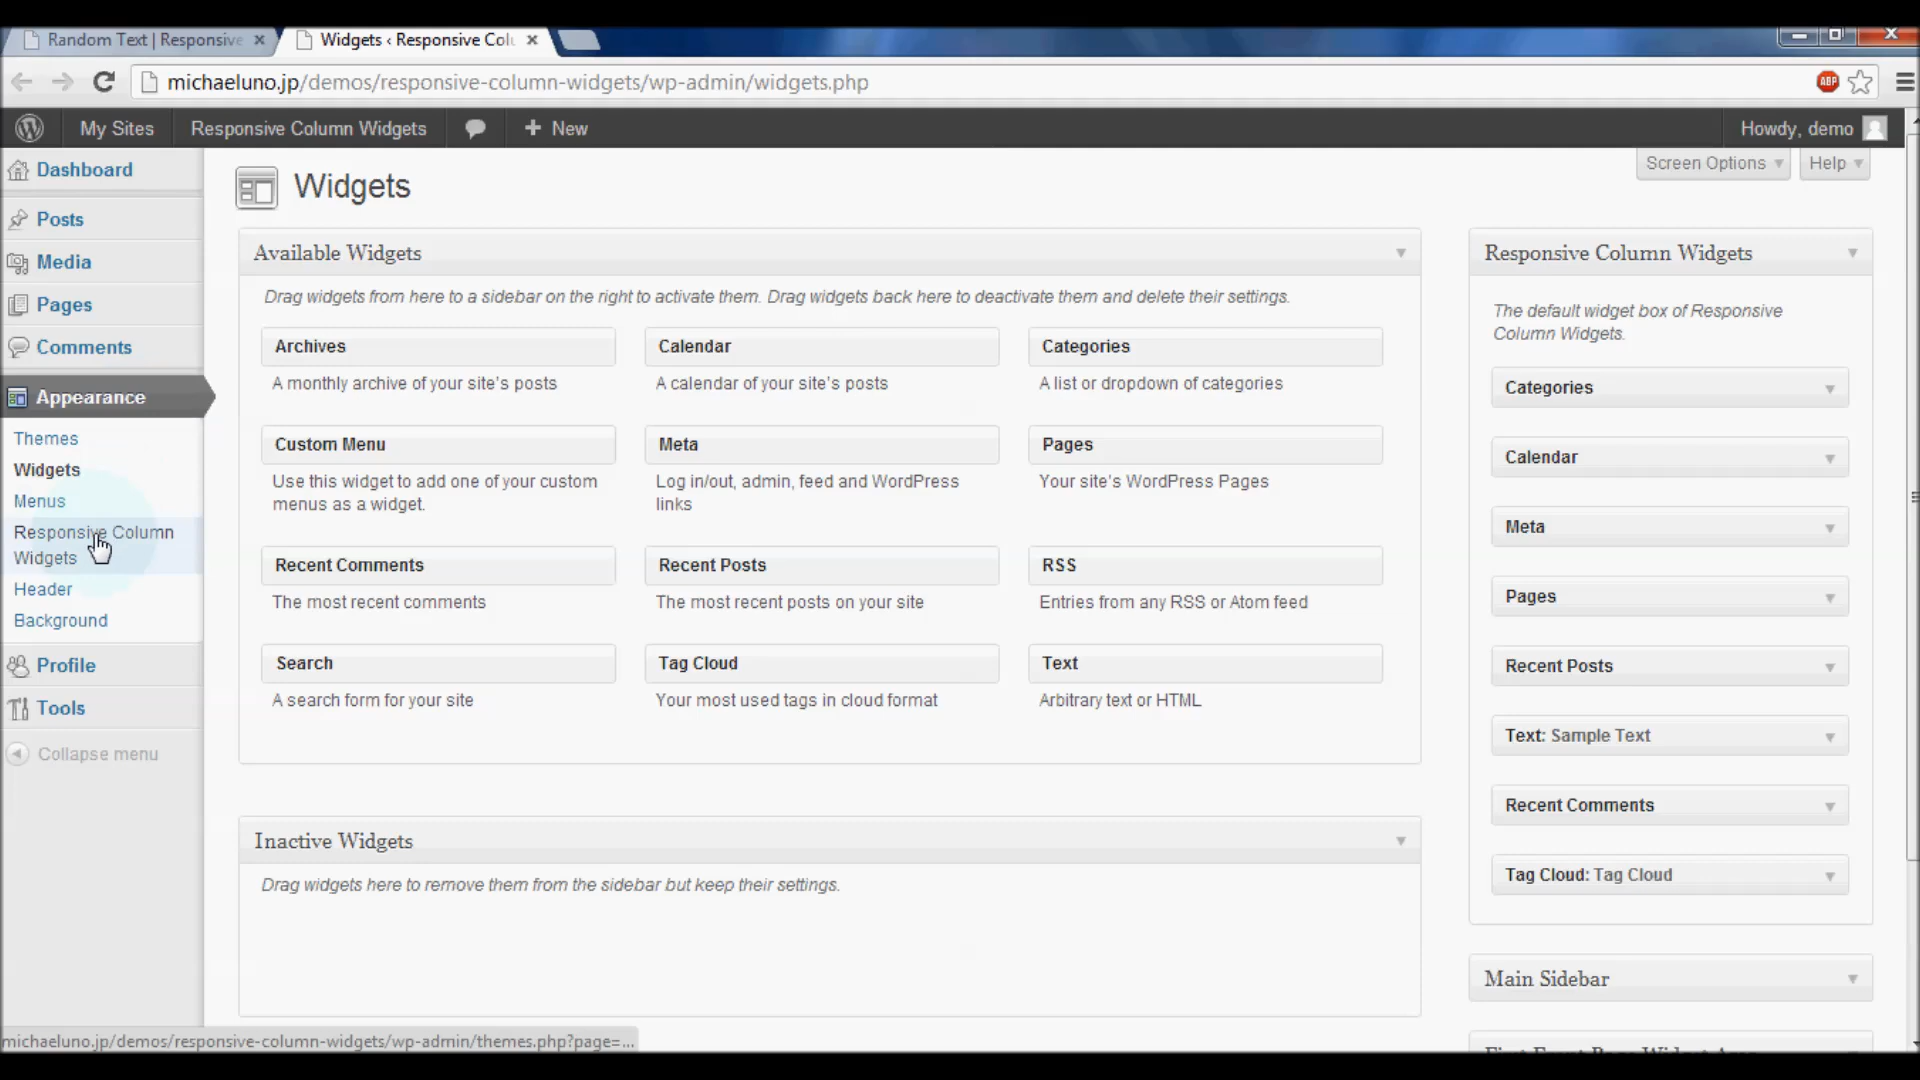 Random Text | Responsive
Widgets ‹ Responsive Col
michaeluno.jp/demos/responsive-column-widgets/wp-admin/widgets.php
ABP
My Sites
Responsive Column Widgets
+ New
Howdy, demo
Dashboard
Posts
Media
Pages
Comments
Appearance
Themes
Widgets
Menus
Responsive Column
Widgets
Header
Background
Profile
Tools
Collapse menu
Screen Options
Help
Widgets
Available Widgets
Drag widgets from here to a sidebar on the right to activate them. Drag widgets back here to deactivate them and delete their settings.
Archives
A monthly archive of your site's posts
Calendar
A calendar of your site's posts
Categories
A list or dropdown of categories
Custom Menu
Use this widget to add one of your custom
menus as a widget.
Meta
Log in/out, admin, feed and WordPress
links
Pages
Your site's WordPress Pages
Recent Comments
The most recent comments
Recent Posts
The most recent posts on your site
RSS
Entries from any RSS or Atom feed
Search
A search form for your site
Tag Cloud
Your most used tags in cloud format
Text
Arbitrary text or HTML
Inactive Widgets
Drag widgets here to remove them from the sidebar but keep their settings.
Responsive Column Widgets
The default widget box of Responsive
Column Widgets.
Categories
Calendar
Meta
Pages
Recent Posts
Text: Sample Text
Recent Comments
Tag Cloud: Tag Cloud
Main Sidebar
michaeluno.jp/demos/responsive-column-widgets/wp-admin/themes.php?page=...